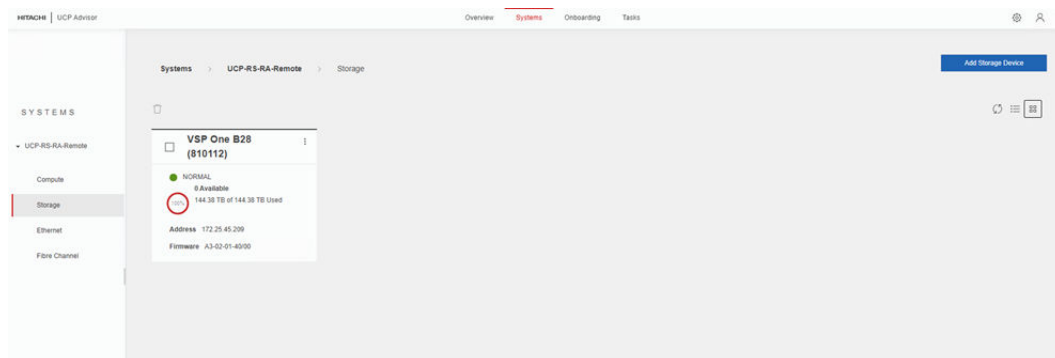 HITACHI UCP Advisor
Overview Systems Onboarding Tasks
Systems > UCP-RS-RA-Remote > Storage
Add Storage Device
SYSTEMS
UCP-RS-RA-Remote
Compute
Storage
Ethernet
Fibre Channel
VSP One B28
(810112)
NORMAL
0 Available
100%
144.38 TB of 144.38 TB Used
Address 172.25.45.209
Firmware A3-02-01-40/00